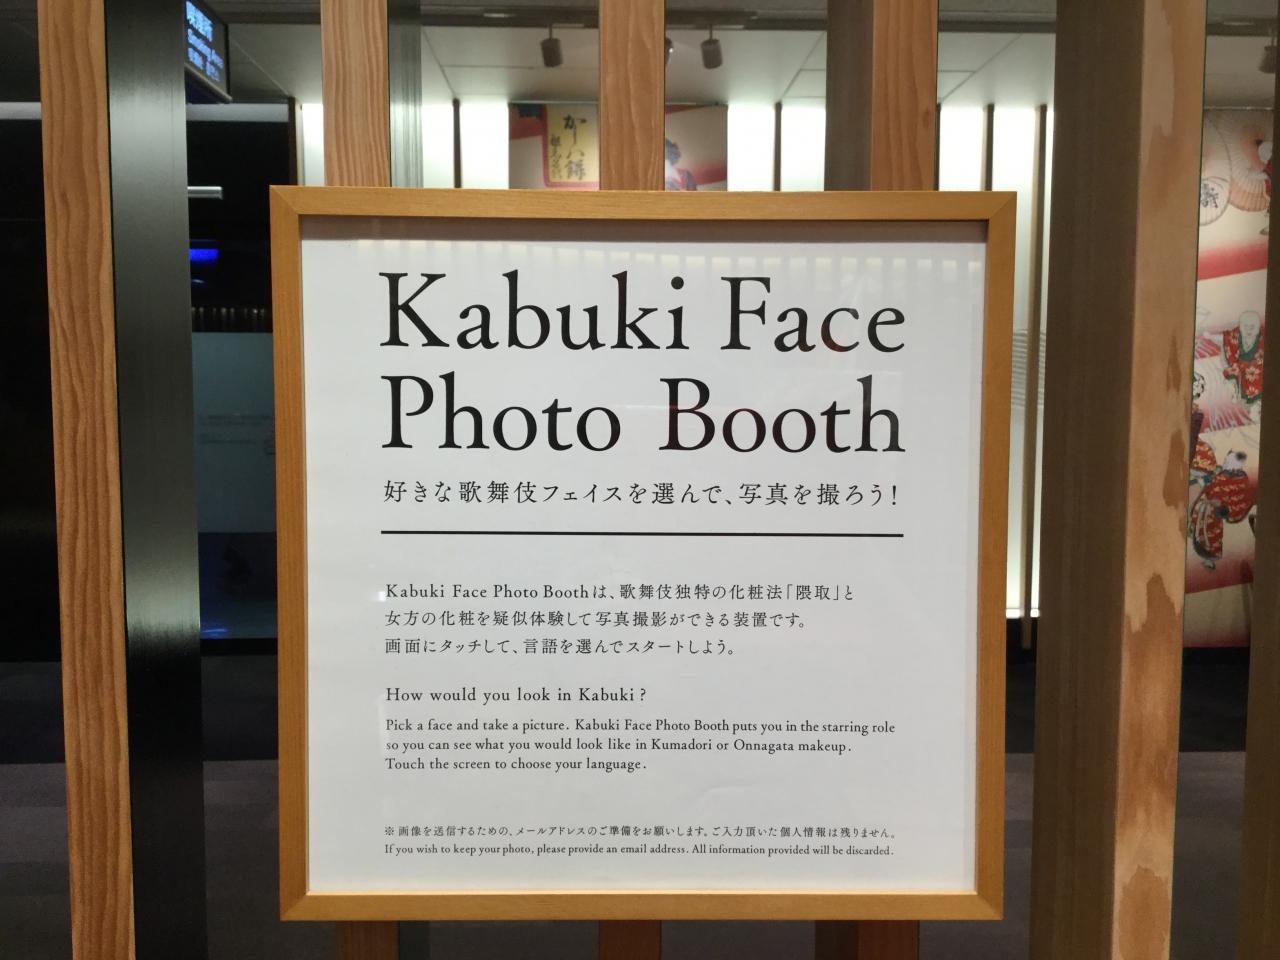 喫煙所
Smoking Area
Kabuki Face
Photo Booth
好きな歌舞伎フェイスを選んで、写真を撮ろう!
Kabuki Face Photo Boothは、歌舞伎独特の化粧法「隈取」と
女方の化粧を疑似体験して写真撮影ができる装置です。
画面にタッチして、言語を選んでスタートしよう。
How would you look in Kabuki?
Pick a face and take a picture. Kabuki Face Photo Booth puts you in the starring role
so you can see what you would look like in Kumadori or Onnagata makeup.
Touch the screen to choose your language.
※画像を送信するための、メールアドレスのご準備をお願いします。ご入力頂いた個人情報は残りません。
If you wish to keep your photo, please provide an email address. All information provided will be discarded.